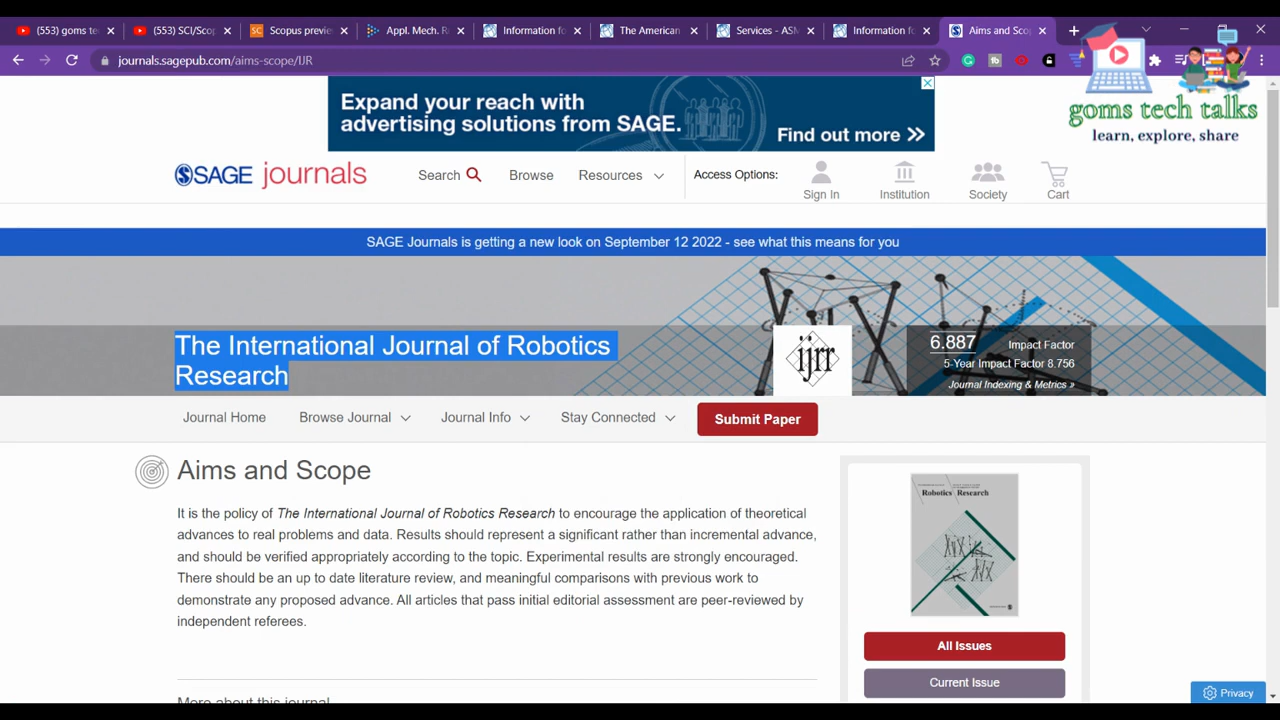 (553) goms te
(553) SCI/Scop
Scopus previe
Appl. Mech. R
Information fo
The American
Services - ASM
Information fo
Aims and Scop
journals.sagepub.com/aims-scope/IJR
goms tech talks
learn, explore, share
Expand your reach with
advertising solutions from SAGE.
Find out more
SAGE journals
Search
Browse
Resources
Access Options:
Sign In
Institution
Society
Cart
SAGE Journals is getting a new look on September 12 2022 - see what this means for you
The International Journal of Robotics
Research
ijrr
6.887 Impact Factor
5-Year Impact Factor 8.756
Journal Indexing & Metrics »
Journal Home
Browse Journal
Journal Info
Stay Connected
Submit Paper
Aims and Scope
It is the policy of The International Journal of Robotics Research to encourage the application of theoretical
advances to real problems and data. Results should represent a significant rather than incremental advance,
and should be verified appropriately according to the topic. Experimental results are strongly encouraged.
There should be an up to date literature review, and meaningful comparisons with previous work to
demonstrate any proposed advance. All articles that pass initial editorial assessment are peer-reviewed by
independent referees.
More about this journal
Robotics Research
All Issues
Current Issue
Privacy